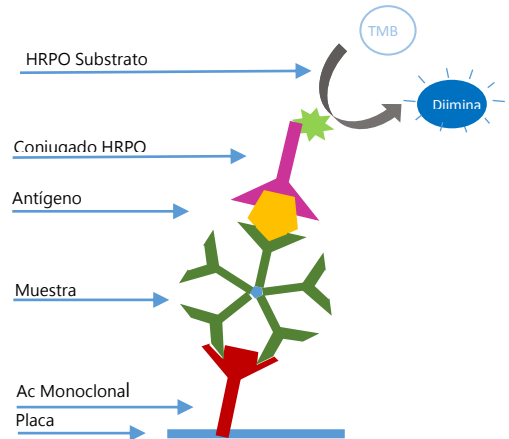 TMB
HRPO Substrato
Diimina
Conjugado HRPO
Antígeno
Muestra
Ac Monoclonal
Placa